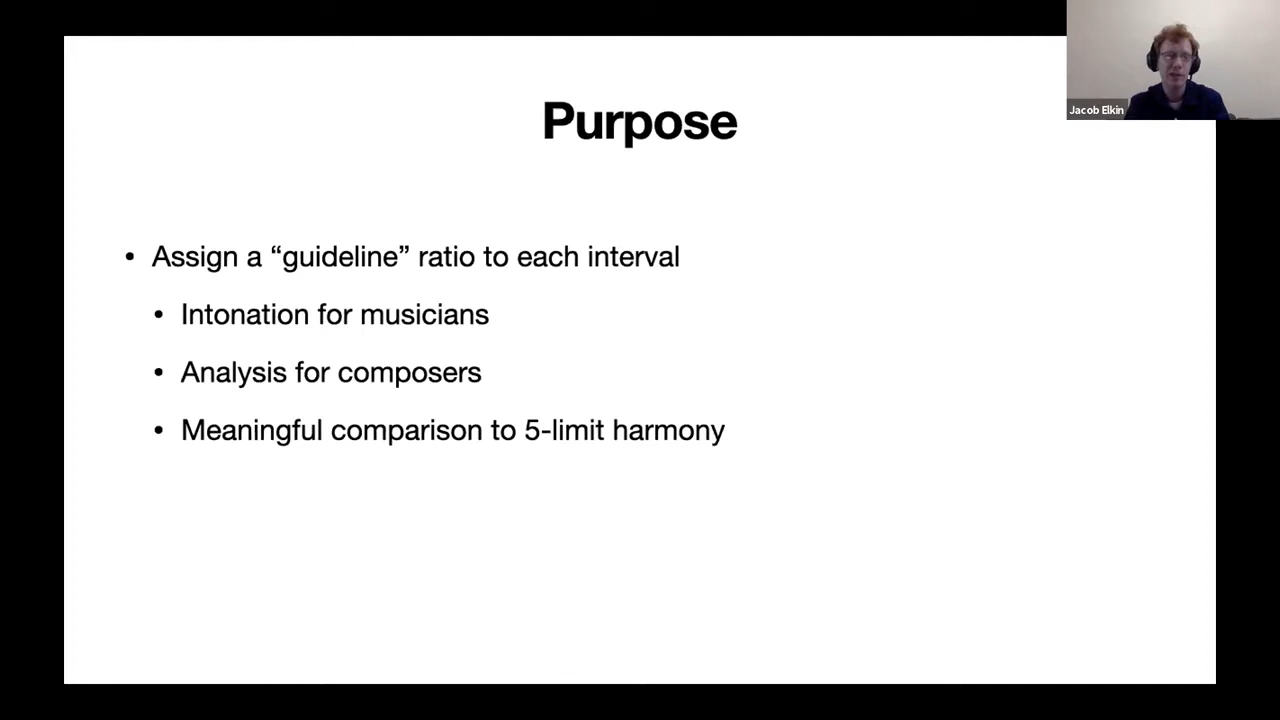 Jacob Elkin
Purpose
• Assign a “guideline” ratio to each interval
• Intonation for musicians
• Analysis for composers
• Meaningful comparison to 5-limit harmony